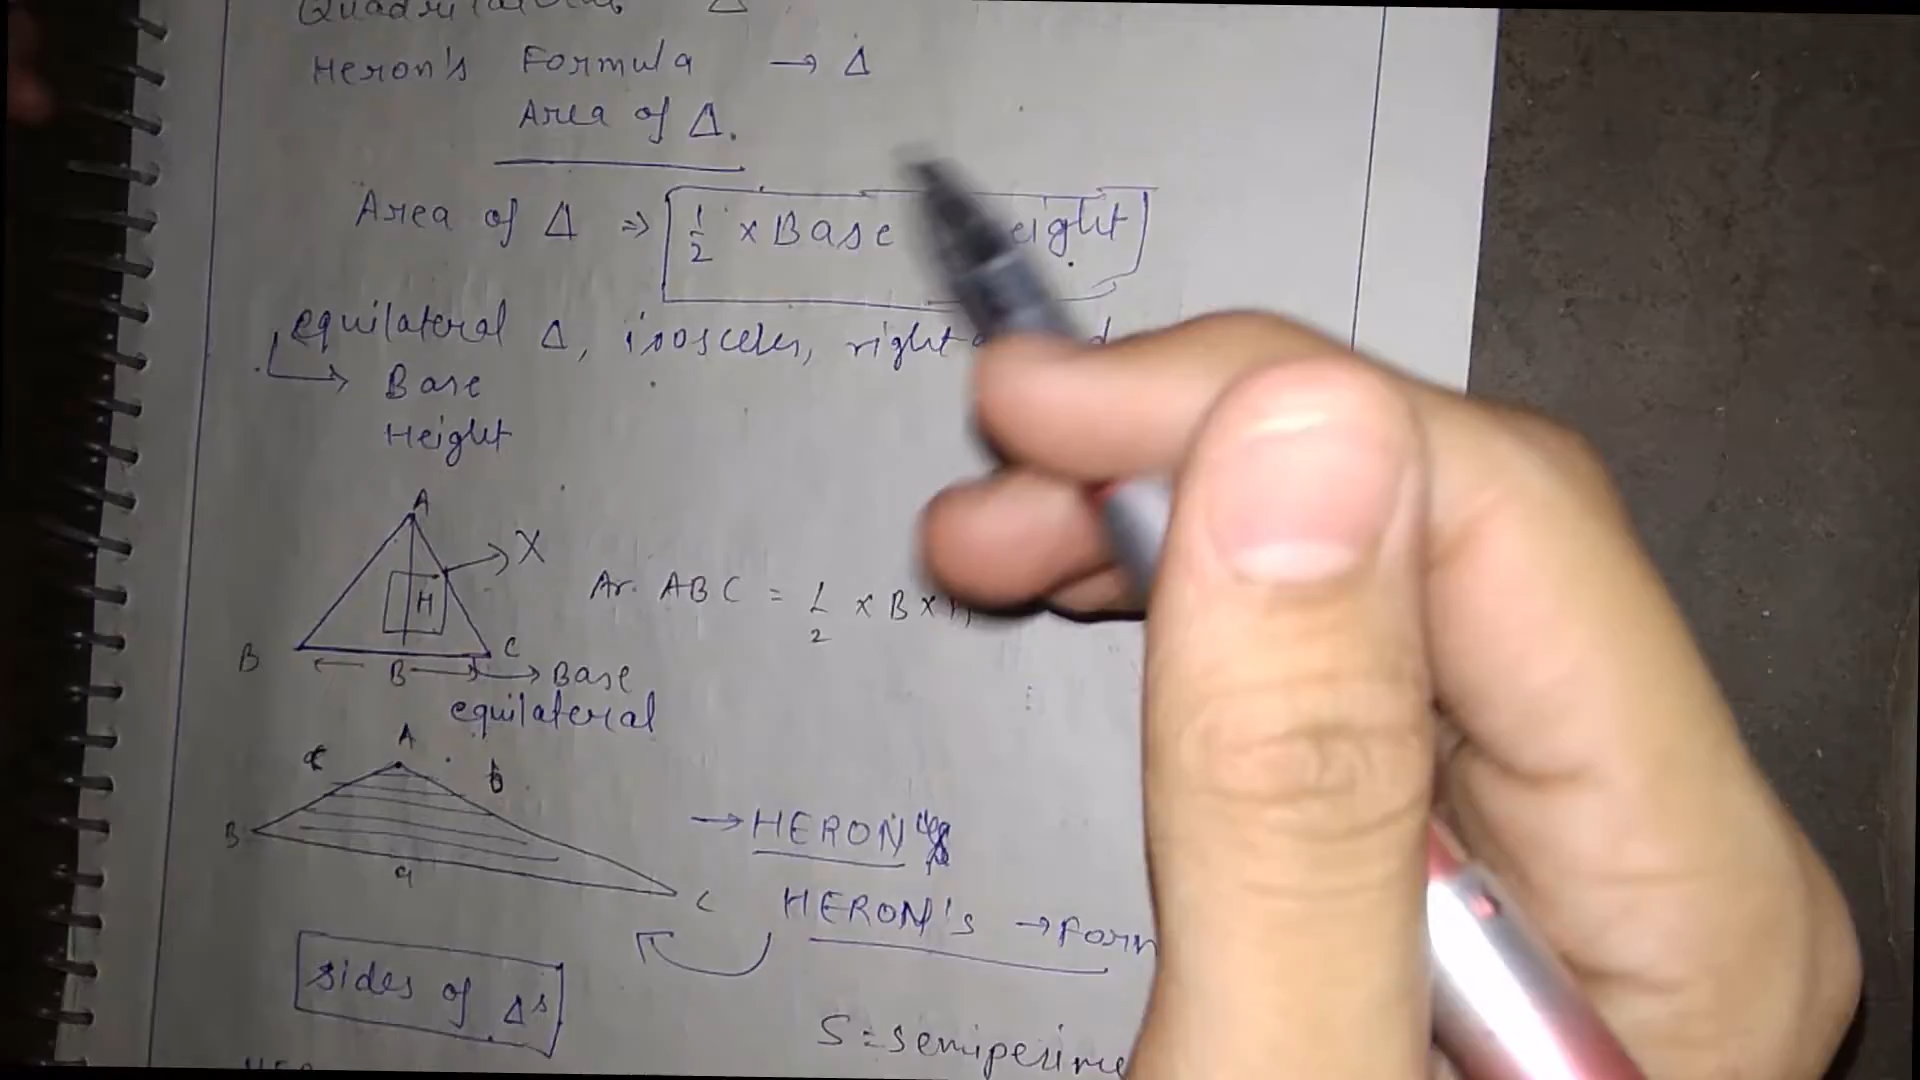 Heron's Formula → Δ
Area of Δ.
Area of Δ ⇒ 1/2 × Base eight
equilateral Δ, isosceles, right
Base
Height
A
X
H
Ar. ABC = 1/2 × B ×
B
C
B
Base
equilateral
A
b
B
→ HERON
a
C
HERON's → Form
sides of Δs
S = semiperime